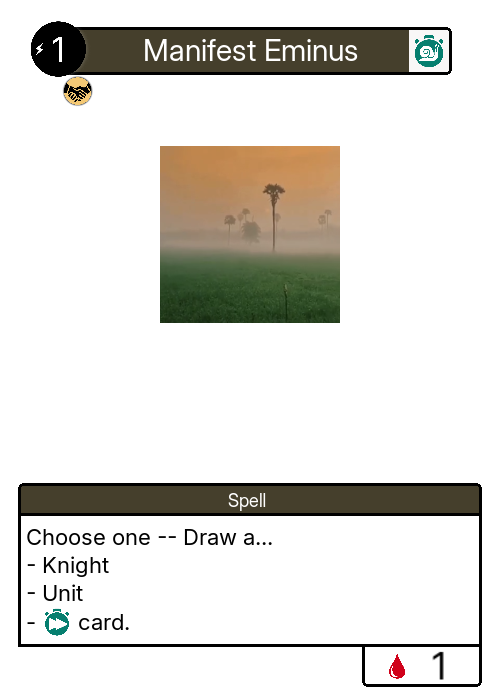 1
Manifest Eminus
Spell
Choose one -- Draw a...
- Knight
- Unit
- card.
1